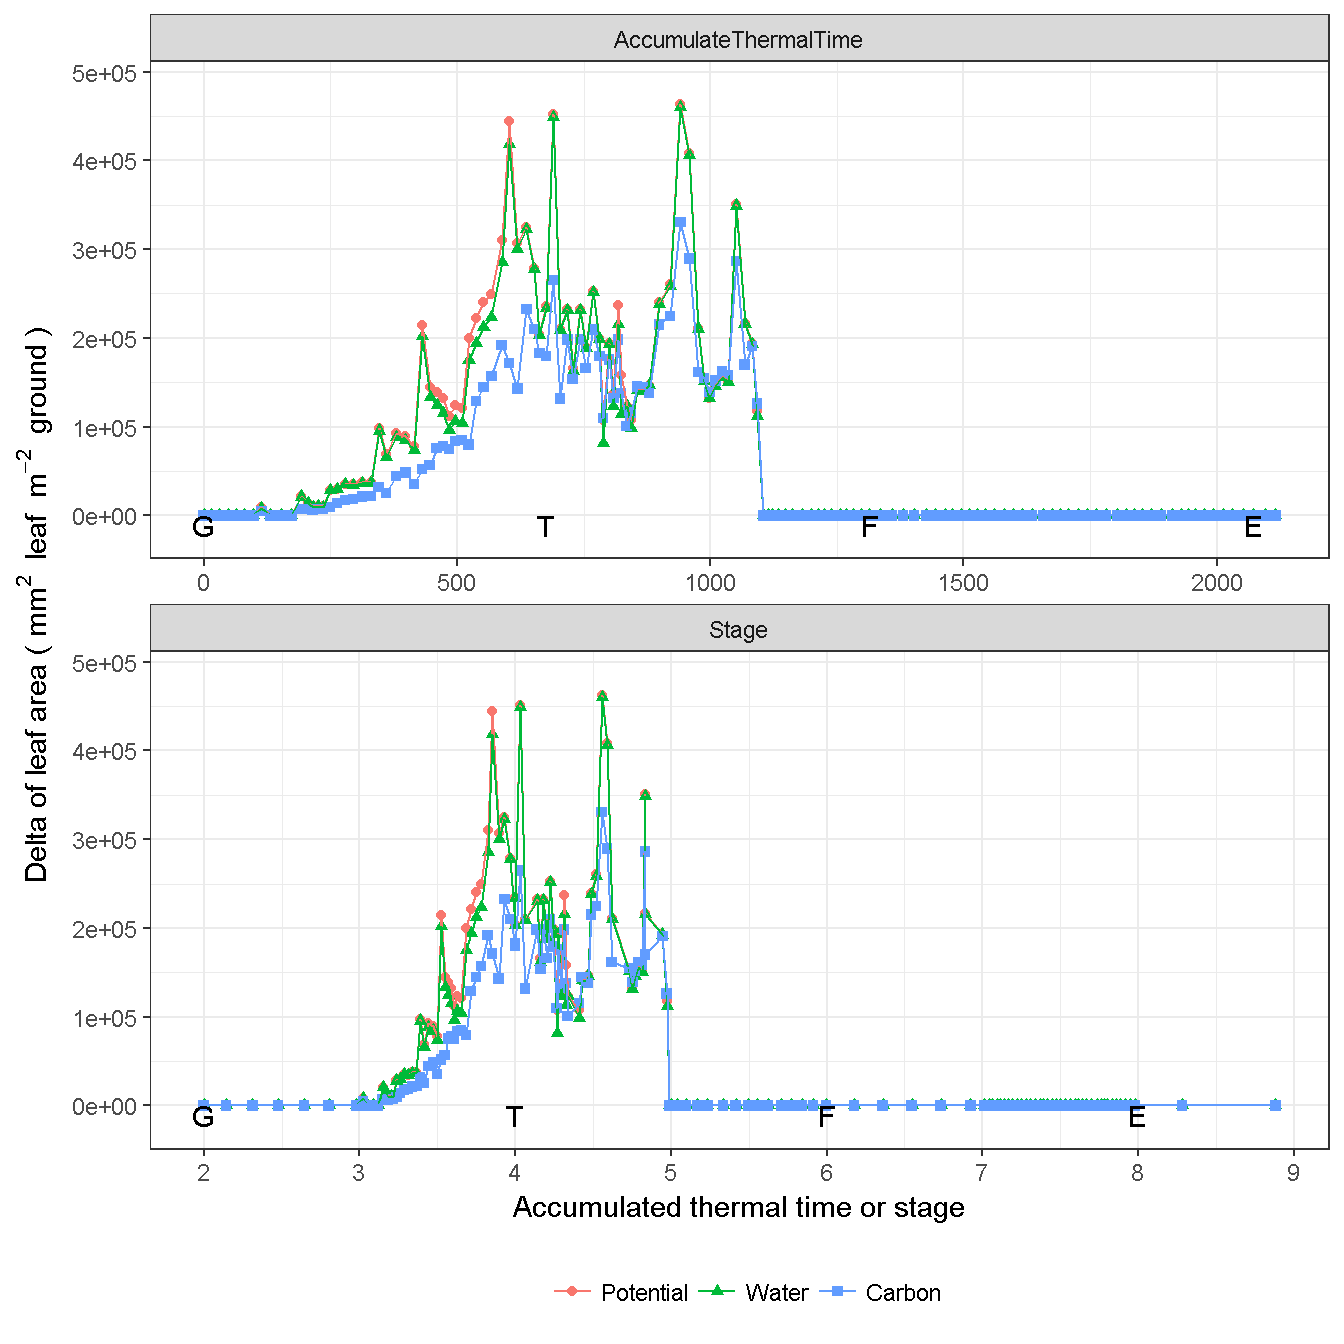 AccumulateThermalTime
5e+05
4e+05
3e+05
2e+05
1e+05
0e+00
G T F E
0 500 1000 1500 2000
Delta of leaf area ( mm² leaf m⁻² ground )
Stage
5e+05
4e+05
3e+05
2e+05
1e+05
0e+00
G T F E
2 3 4 5 6 7 8 9
Accumulated thermal time or stage
Potential Water Carbon